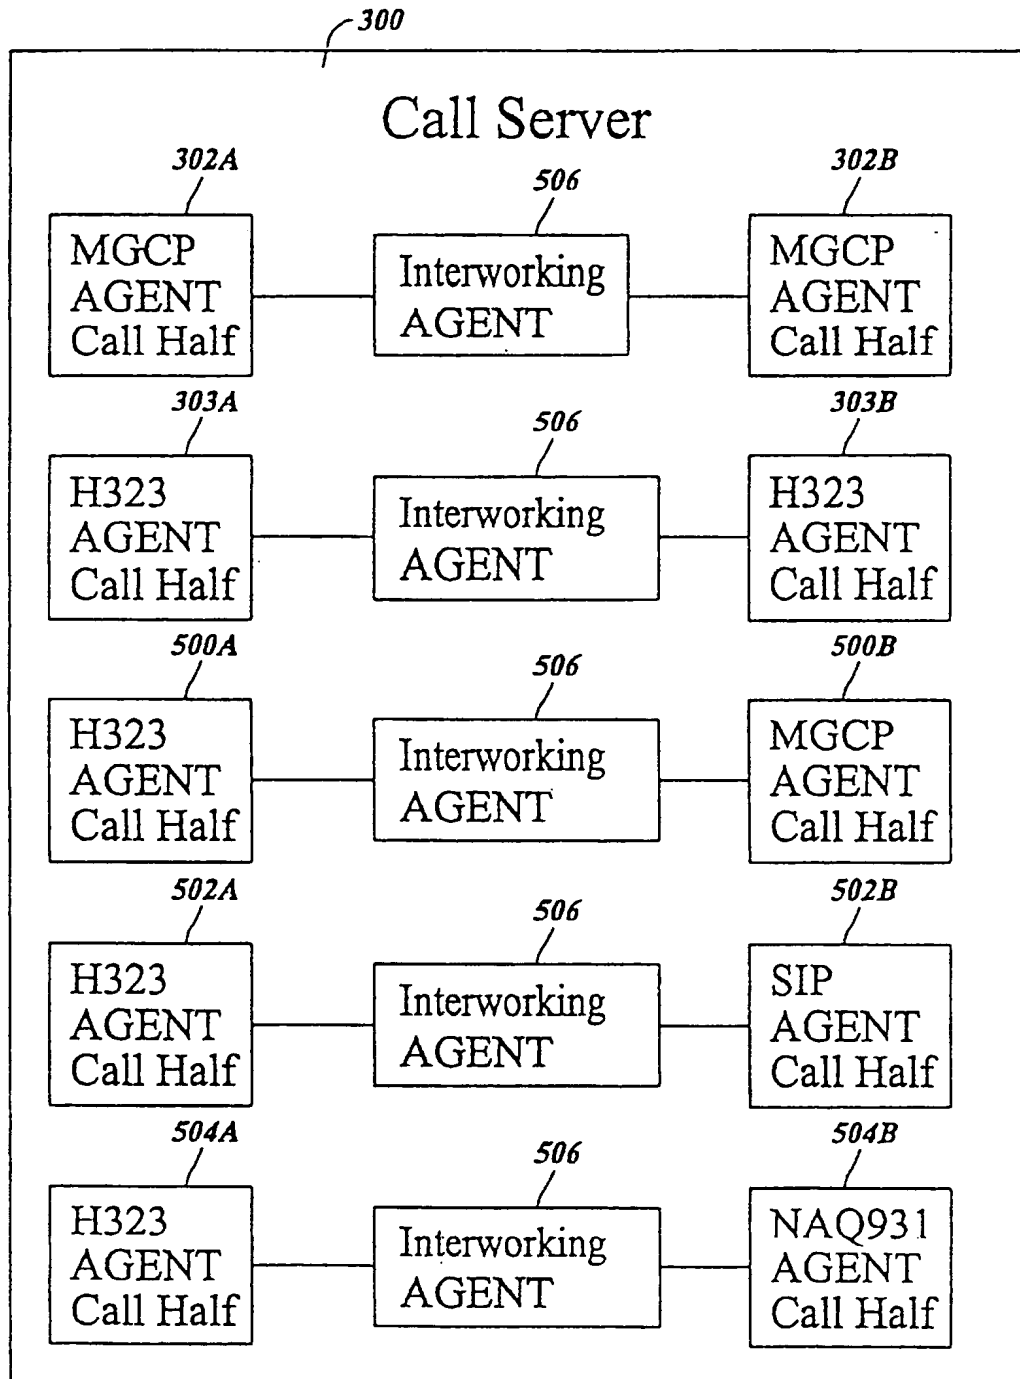 300
Call Server
302A 506 302B
MGCP
AGENT
Call Half
Interworking
AGENT
MGCP
AGENT
Call Half
303A 506 303B
H323
AGENT
Call Half
Interworking
AGENT
H323
AGENT
Call Half
500A 506 500B
H323
AGENT
Call Half
Interworking
AGENT
MGCP
AGENT
Call Half
502A 506 502B
H323
AGENT
Call Half
Interworking
AGENT
SIP
AGENT
Call Half
504A 506 504B
H323
AGENT
Call Half
Interworking
AGENT
NAQ931
AGENT
Call Half